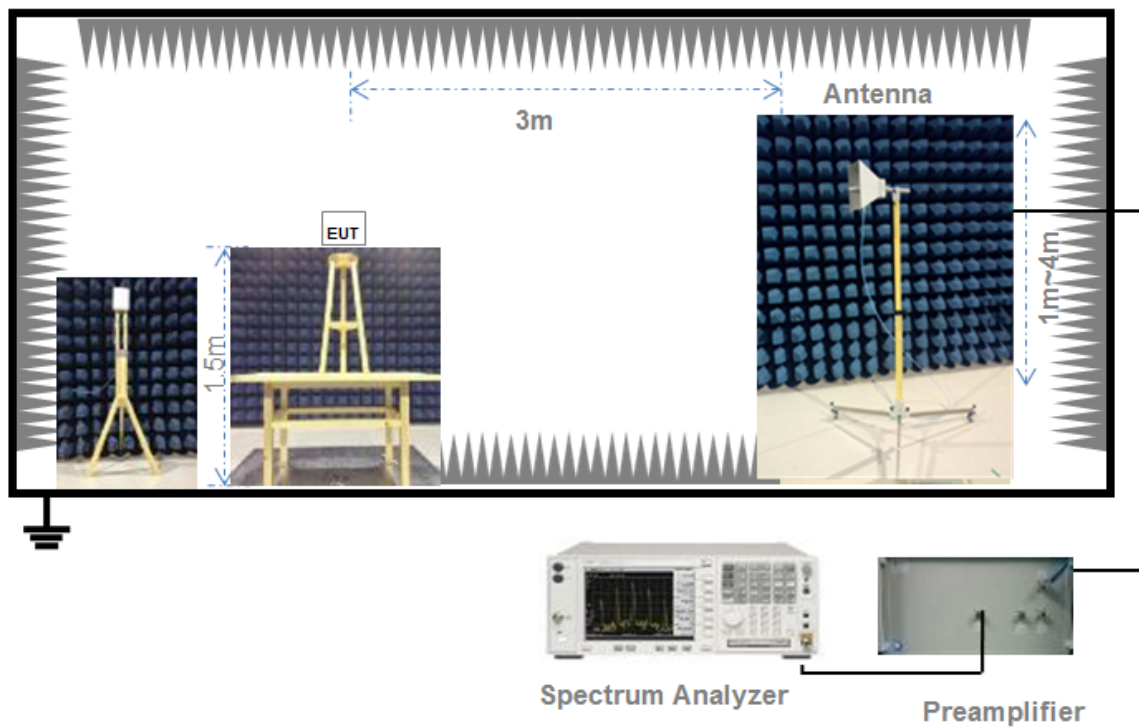 Antenna
3m
EUT
1.5m
1m~4m
Spectrum Analyzer
Preamplifier